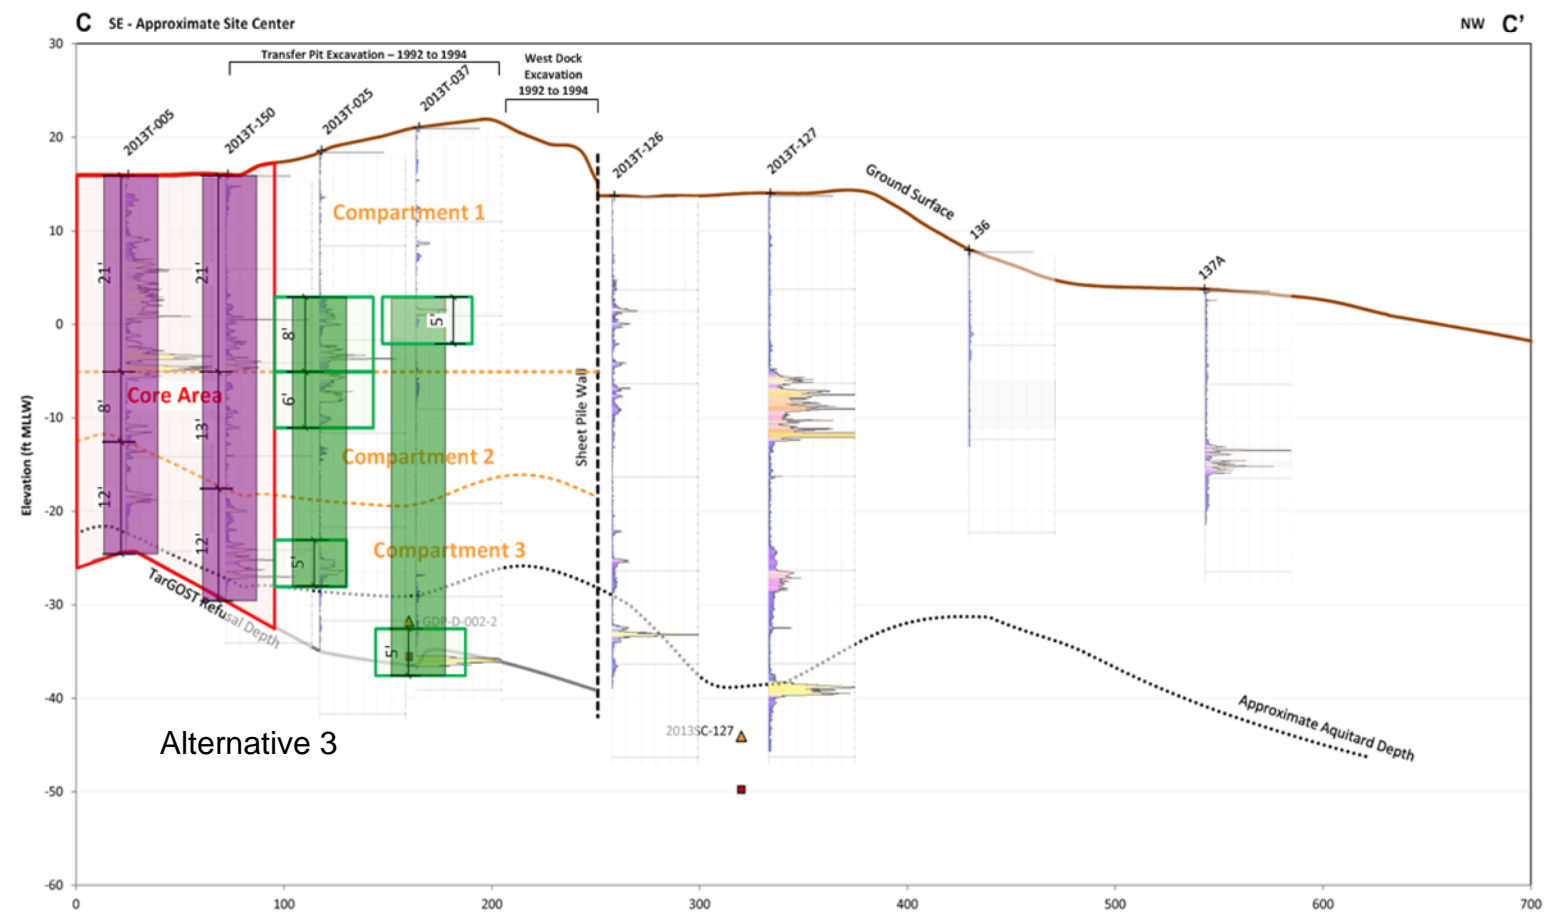 C SE - Approximate Site Center
NW C'
30
Transfer Pit Excavation – 1992 to 1994
West Dock
Excavation
1992 to 1994
2013T-005
2013T-150
2013T-025
2013T-037
2013T-126
2013T-127
136
137A
20
10
0
-10
-20
-30
-40
-50
-60
Elevation (ft MLLW)
Ground Surface
Compartment 1
21'
21'
8'
5'
Core Area
8'
13'
6'
Sheet Pile Wall
Compartment 2
12'
12'
5'
Compartment 3
TarGOST Refusal Depth
GDP-D-002-2
5'
2013SC-127
Approximate Aquitard Depth
Alternative 3
0
100
200
300
400
500
600
700